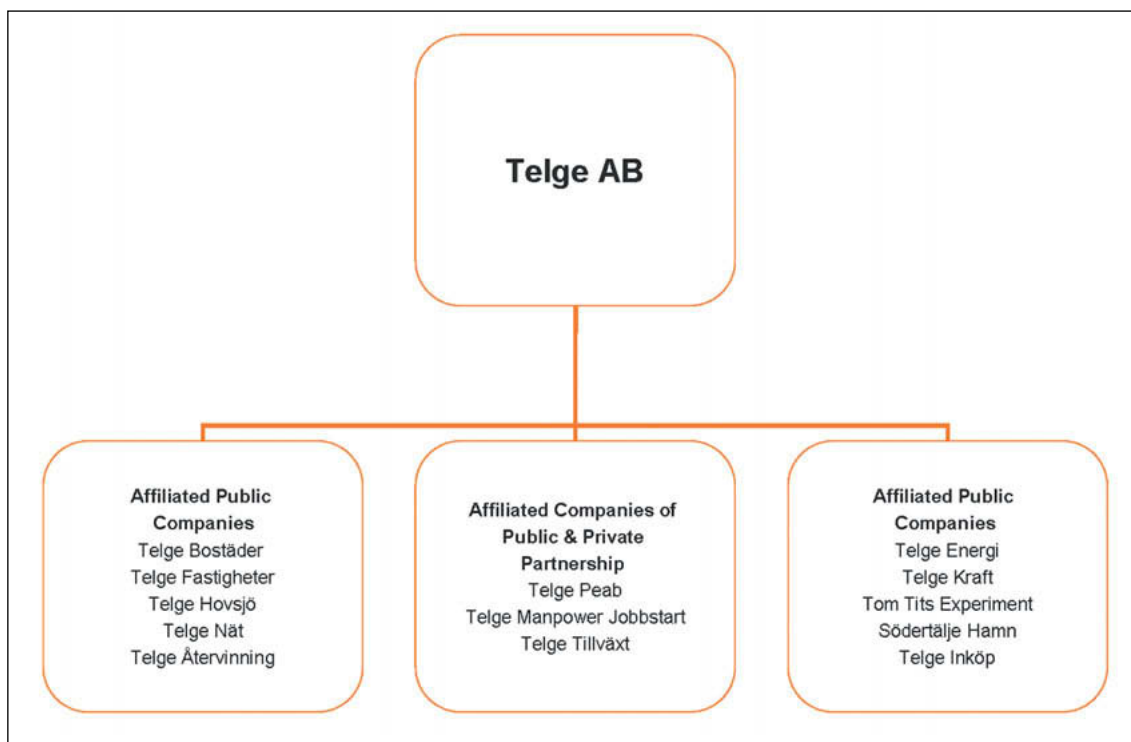 Telge AB
Affiliated Public
Companies
Telge Bostäder
Telge Fastigheter
Telge Hovsjö
Telge Nät
Telge Återvinning
Affiliated Companies of
Public & Private
Partnership
Telge Peab
Telge Manpower Jobbstart
Telge Tillväxt
Affiliated Public
Companies
Telge Energi
Telge Kraft
Tom Tits Experiment
Södertälje Hamn
Telge Inköp